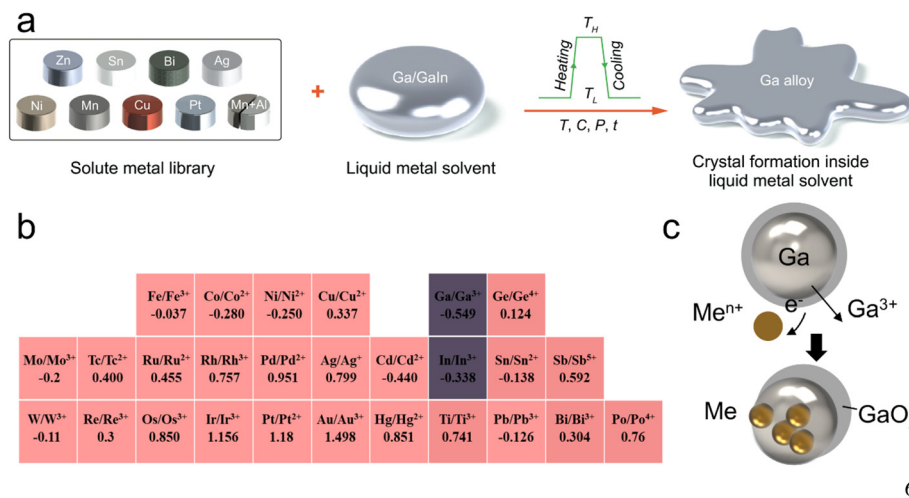 a
Zn Sn Bi Ag
Ni Mn Cu Pt Mn+Al
Solute metal library
+
Ga/GaIn
Liquid metal solvent
Heating
T_H
Cooling
T_L
T, C, P, t
Ga alloy
Crystal formation inside
liquid metal solvent
b
Fe/Fe³⁺ Co/Co²⁺ Ni/Ni²⁺ Cu/Cu²⁺ Ga/Ga³⁺ Ge/Ge⁴⁺
-0.037 -0.280 -0.250 0.337 -0.549 0.124
Mo/Mo³⁺ Tc/Tc²⁺ Ru/Ru²⁺ Rh/Rh³⁺ Pd/Pd²⁺ Ag/Ag⁺ Cd/Cd²⁺ In/In³⁺ Sn/Sn²⁺ Sb/Sb⁵⁺
-0.2 0.400 0.455 0.757 0.951 0.799 -0.440 -0.338 -0.138 0.592
W/W³⁺ Re/Re³⁺ Os/Os³⁺ Ir/Ir³⁺ Pt/Pt²⁺ Au/Au³⁺ Hg/Hg²⁺ Ti/Ti³⁺ Pb/Pb³⁺ Bi/Bi³⁺ Po/Po⁴⁺
-0.11 0.3 0.850 1.156 1.18 1.498 0.851 0.741 -0.126 0.304 0.76
c
Ga
Meⁿ⁺
e⁻
Ga³⁺
Me
GaO